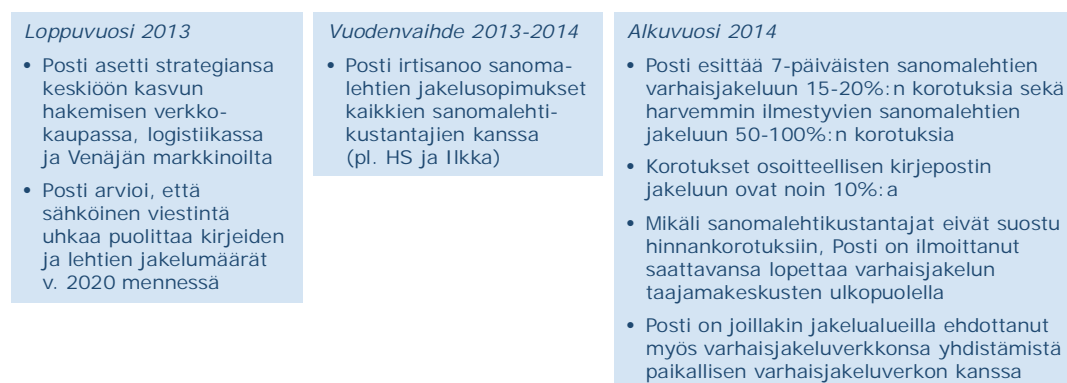 Loppuvuosi 2013
• Posti asetti strategiansa
keskiöön kasvun
hakemisen verkko-
kaupassa, logistiikassa
ja Venäjän markkinoilta
• Posti arvioi, että
sähköinen viestintä
uhkaa puolittaa kirjeiden
ja lehtien jakelumäärät
v. 2020 mennessä
Vuodenvaihde 2013-2014
• Posti irtisanoo sanoma-
lehtien jakelusopimukset
kaikkien sanomalehti-
kustantajien kanssa
(pl. HS ja Ilkka)
Alkuvuosi 2014
• Posti esittää 7-päiväisten sanomalehtien
varhaisjakeluun 15-20%:n korotuksia sekä
harvemmin ilmestyvien sanomalehtien
jakeluun 50-100%:n korotuksia
• Korotukset osoitteellisen kirjepostin
jakeluun ovat noin 10%:a
• Mikäli sanomalehtikustantajat eivät suostu
hinnankorotuksiin, Posti on ilmoittanut
saattavansa lopettaa varhaisjakelun
taajamakeskusten ulkopuolella
• Posti on joillakin jakelualueilla ehdottanut
myös varhaisjakeluverkkonsa yhdistämistä
paikallisen varhaisjakeluverkon kanssa